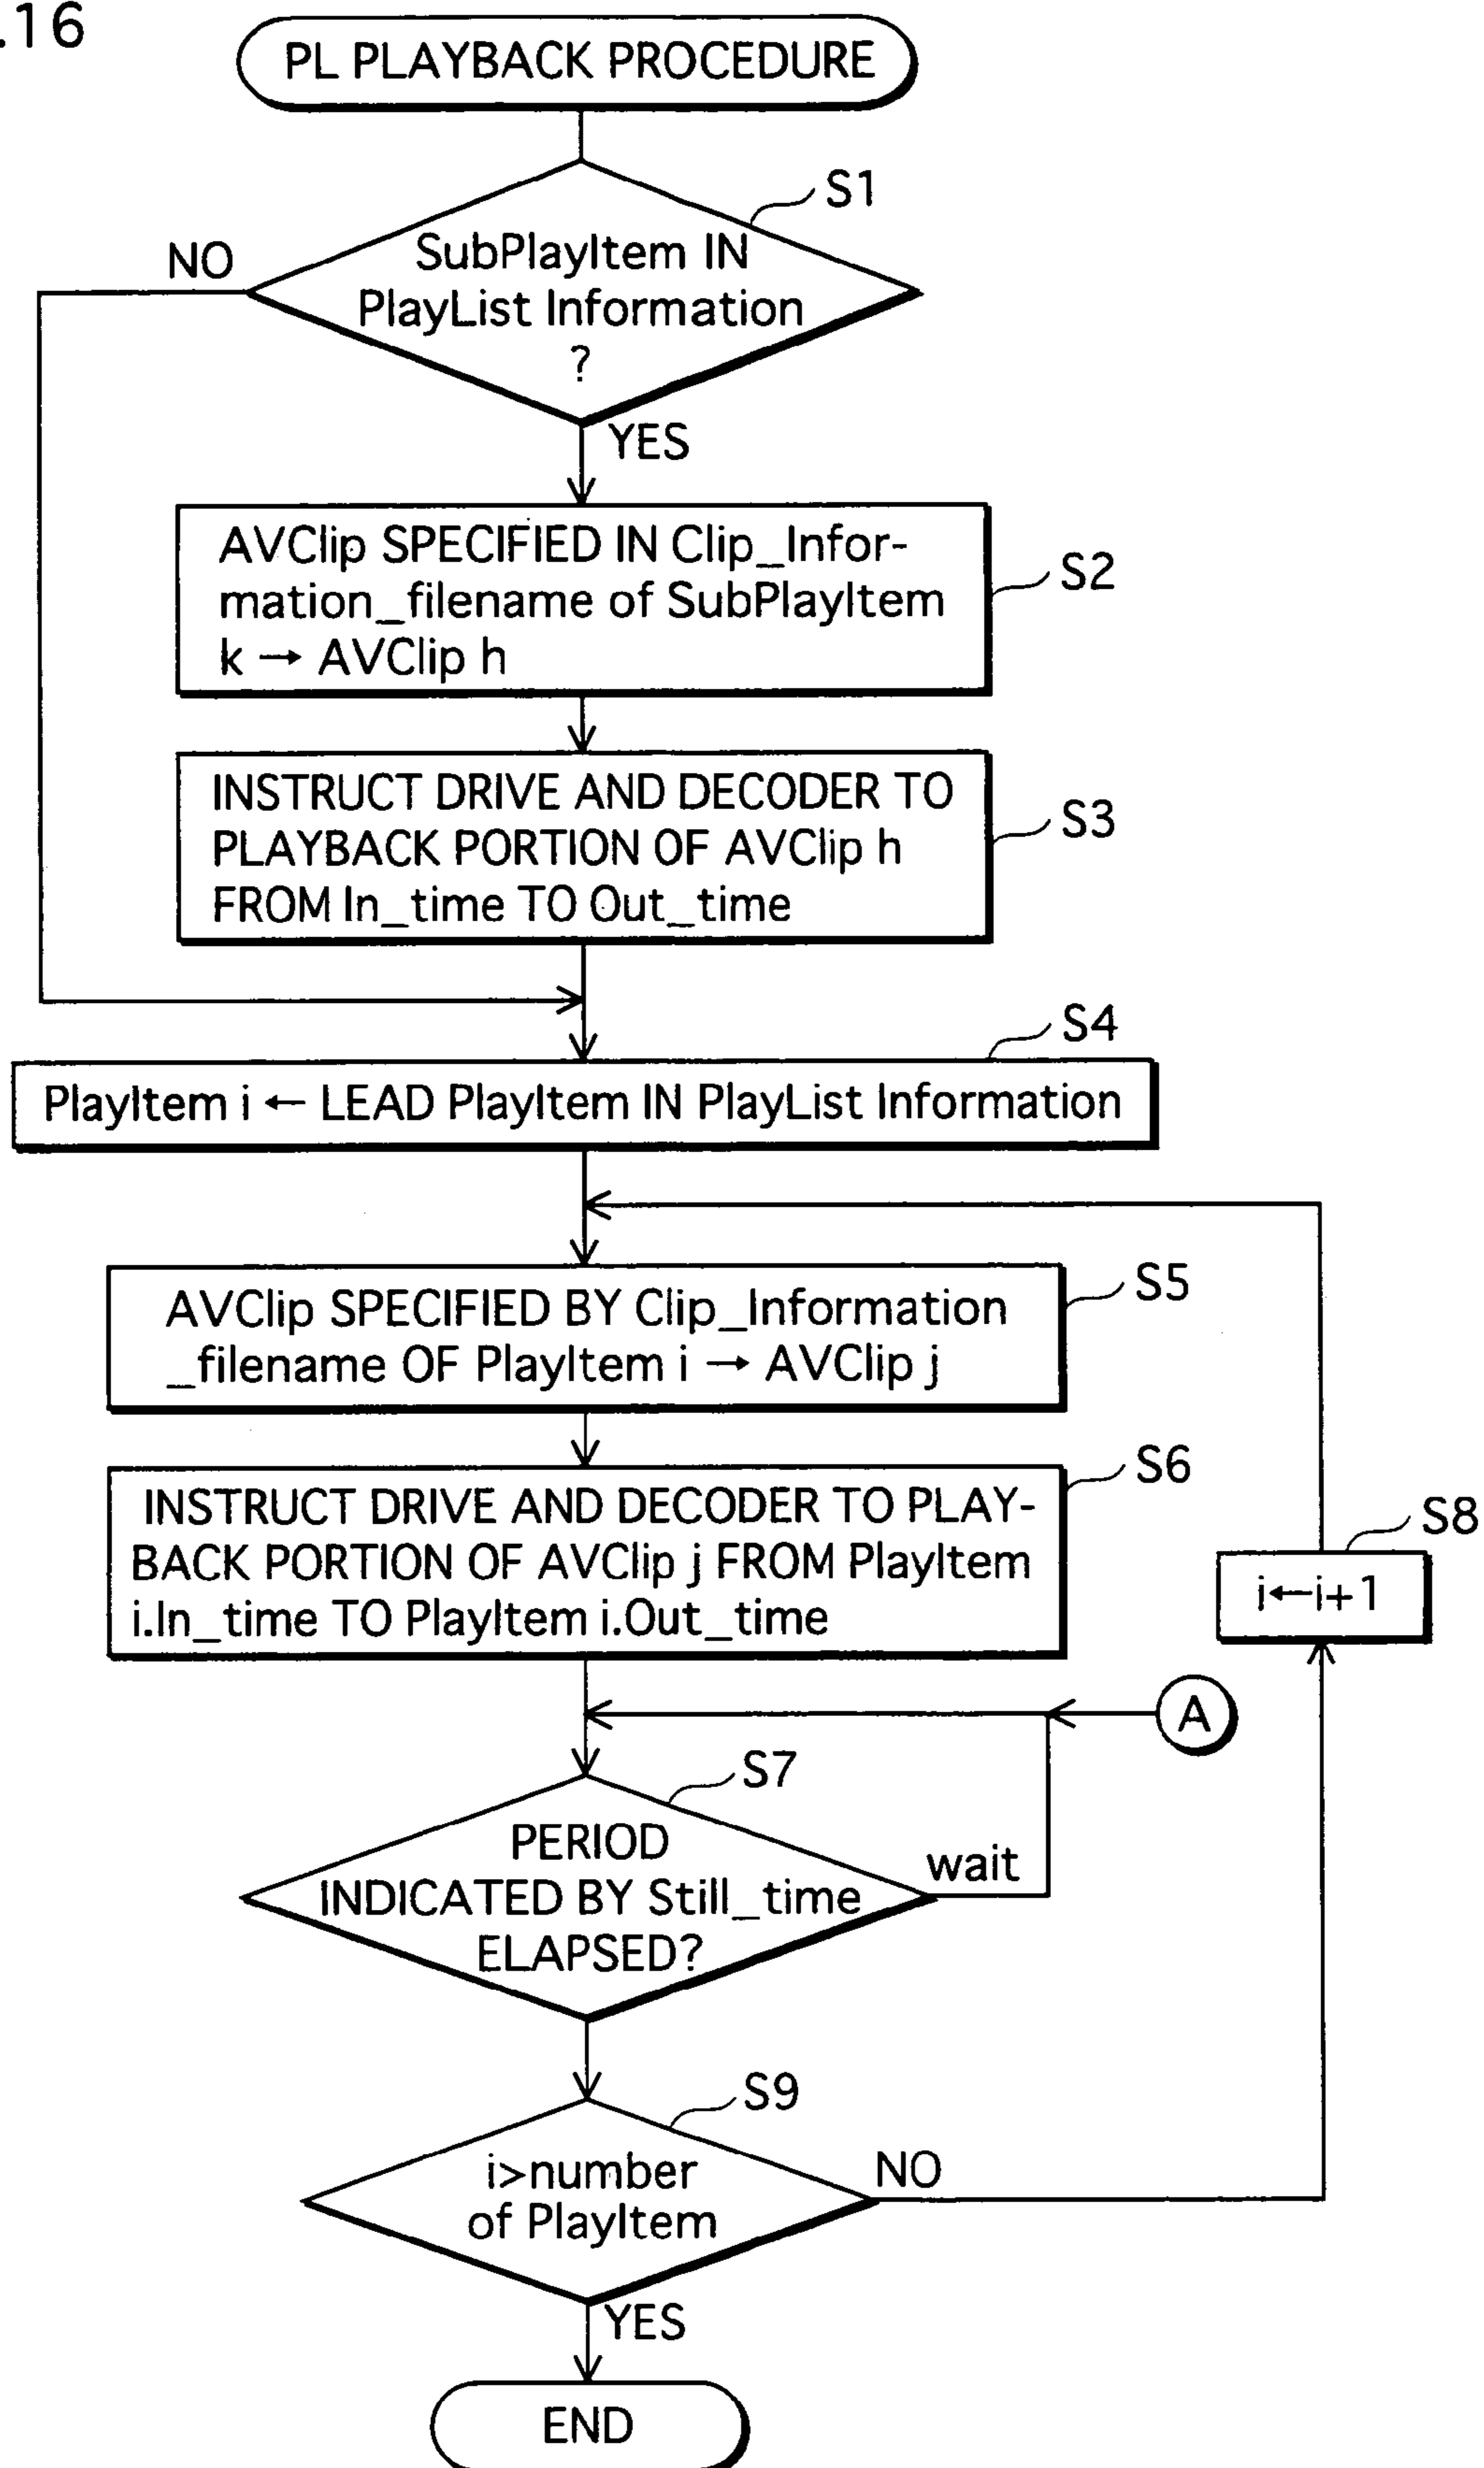 .16
PL PLAYBACK PROCEDURE
S1
NO
SubPlayItem IN
PlayList Information
?
YES
AVClip SPECIFIED IN Clip_Infor-
mation_filename of SubPlayItem
k → AVClip h
S2
INSTRUCT DRIVE AND DECODER TO
PLAYBACK PORTION OF AVClip h
FROM In_time TO Out_time
S3
S4
PlayItem i ← LEAD PlayItem IN PlayList Information
AVClip SPECIFIED BY Clip_Information
_filename OF PlayItem i → AVClip j
S5
INSTRUCT DRIVE AND DECODER TO PLAY-
BACK PORTION OF AVClip j FROM PlayItem
i.In_time TO PlayItem i.Out_time
S6
S8
i←i+1
A
S7
PERIOD
INDICATED BY Still_time
ELAPSED?
wait
S9
i>number
of PlayItem
NO
YES
END